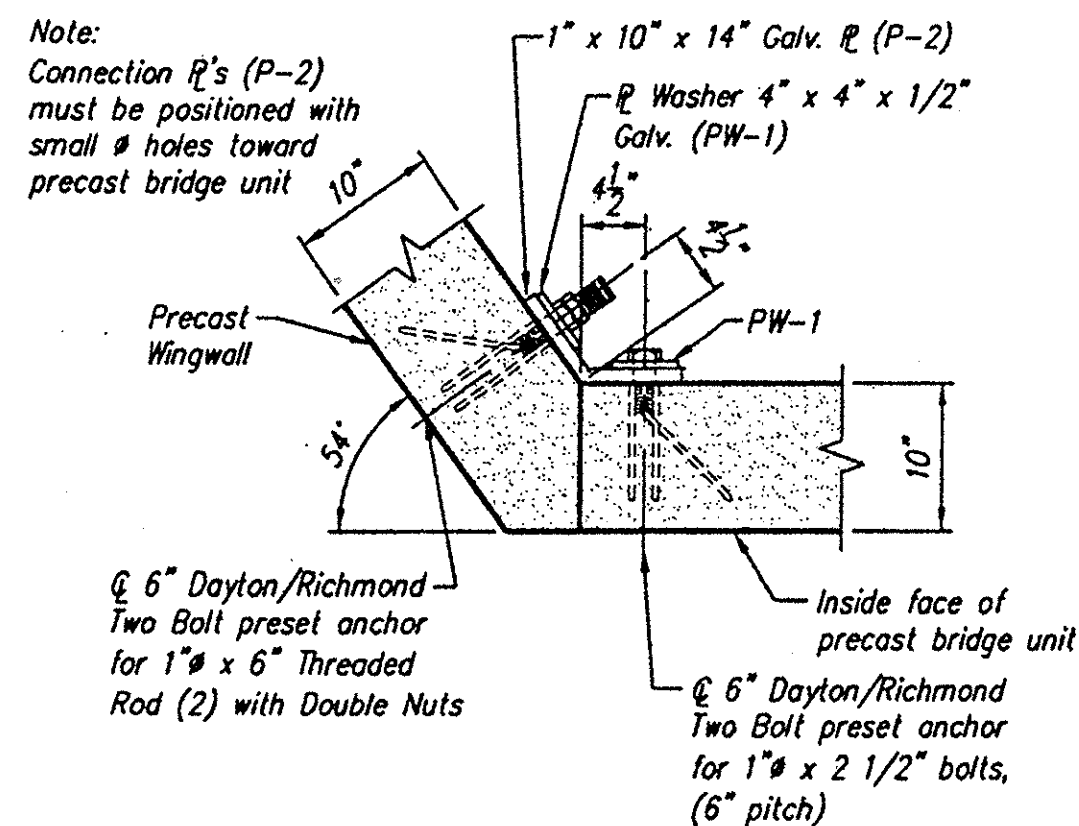 Note:
Connection ℙ's (P-2)
must be positioned with
small ø holes toward
precast bridge unit
1" x 10" x 14" Galv. ℙ (P-2)
ℙ Washer 4" x 4" x 1/2"
Galv. (PW-1)
10"
4 1/2"
PW-1
Precast
Wingwall
54°
10"
℄ 6" Dayton/Richmond
Two Bolt preset anchor
for 1"ø x 6" Threaded
Rod (2) with Double Nuts
Inside face of
precast bridge unit
℄ 6" Dayton/Richmond
Two Bolt preset anchor
for 1"ø x 2 1/2" bolts,
(6" pitch)